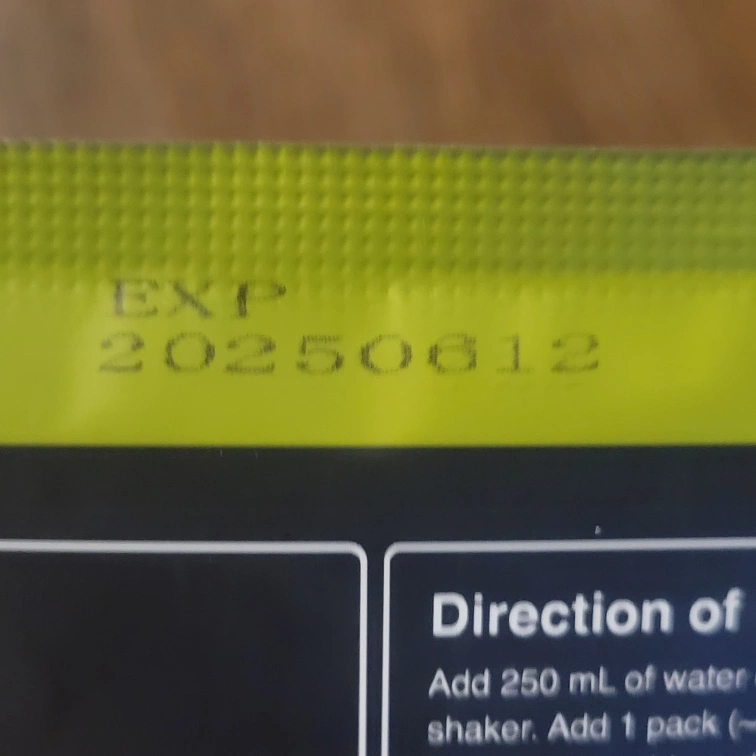 EXP
20250612
Direction of
Add 250 mL of water
shaker. Add 1 pack (~